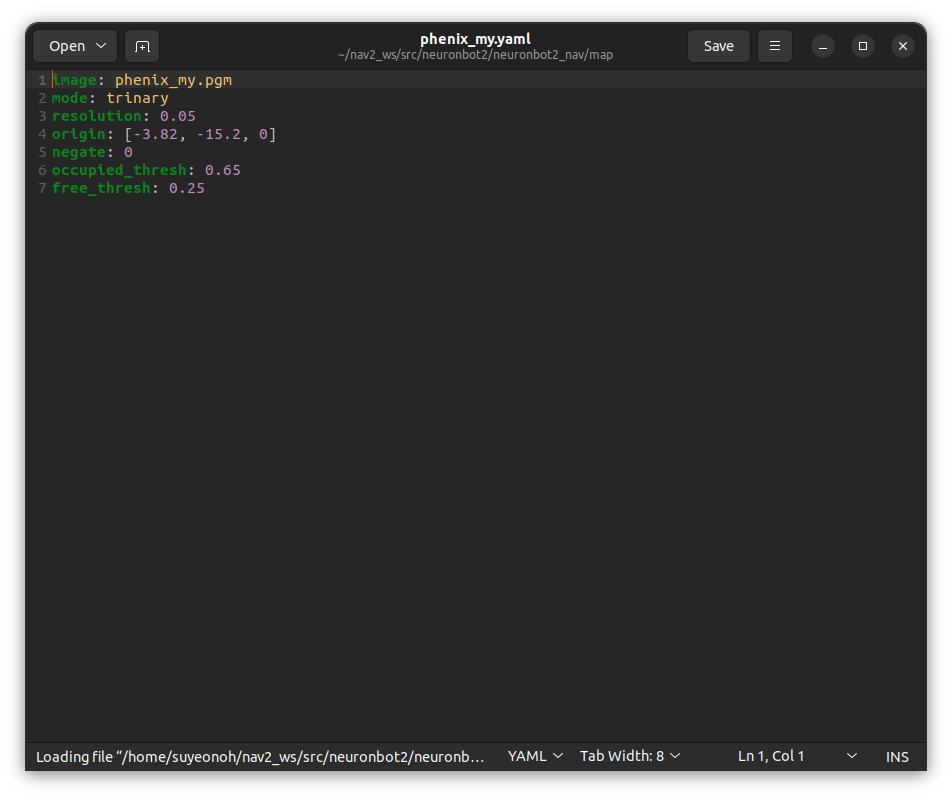 Open
phenix_my.yaml
~/nav2_ws/src/neuronbot2/neuronbot2_nav/map
Save
1 image: phenix_my.pgm
2 mode: trinary
3 resolution: 0.05
4 origin: [-3.82, -15.2, 0]
5 negate: 0
6 occupied_thresh: 0.65
7 free_thresh: 0.25
Loading file “/home/suyeonoh/nav2_ws/src/neuronbot2/neuronb… YAML Tab Width: 8 Ln 1, Col 1 INS